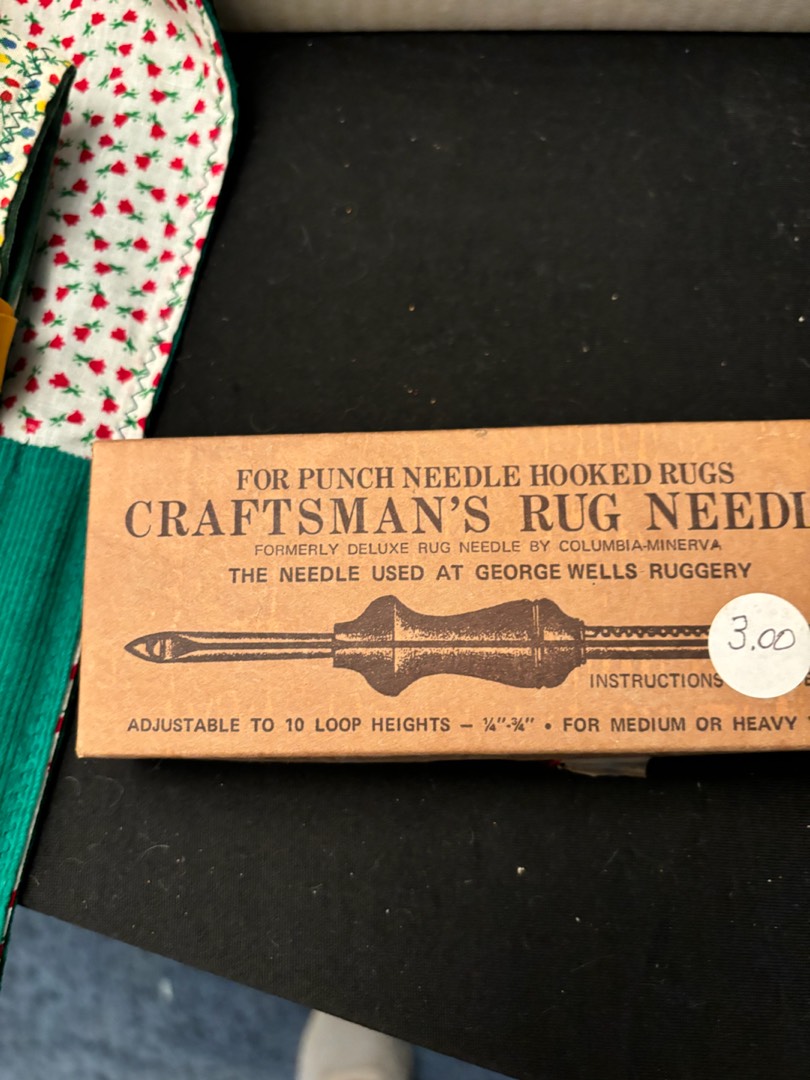 FOR PUNCH NEEDLE HOOKED RUGS
CRAFTSMAN'S RUG NEEDL
FORMERLY DELUXE RUG NEEDLE BY COLUMBIA-MINERVA
THE NEEDLE USED AT GEORGE WELLS RUGGERY
3.00
INSTRUCTIONS
ADJUSTABLE TO 10 LOOP HEIGHTS – ¼"-¾" • FOR MEDIUM OR HEAVY